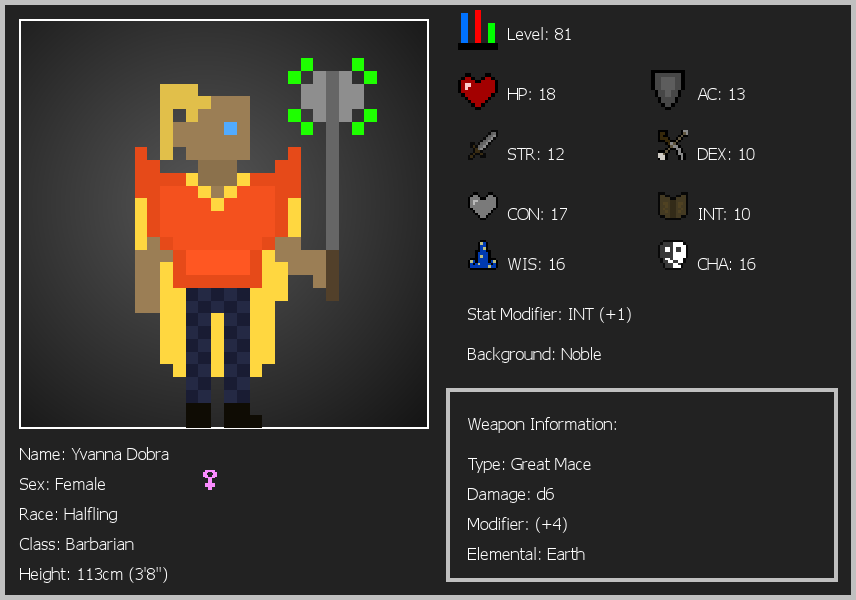 Level: 81
HP: 18
AC: 13
STR: 12
DEX: 10
CON: 17
INT: 10
WIS: 16
CHA: 16
Stat Modifier: INT (+1)
Background: Noble
Weapon Information:
Type: Great Mace
Damage: d6
Modifier: (+4)
Elemental: Earth
Name: Yvanna Dobra
Sex: Female
Race: Halfling
Class: Barbarian
Height: 113cm (3'8")